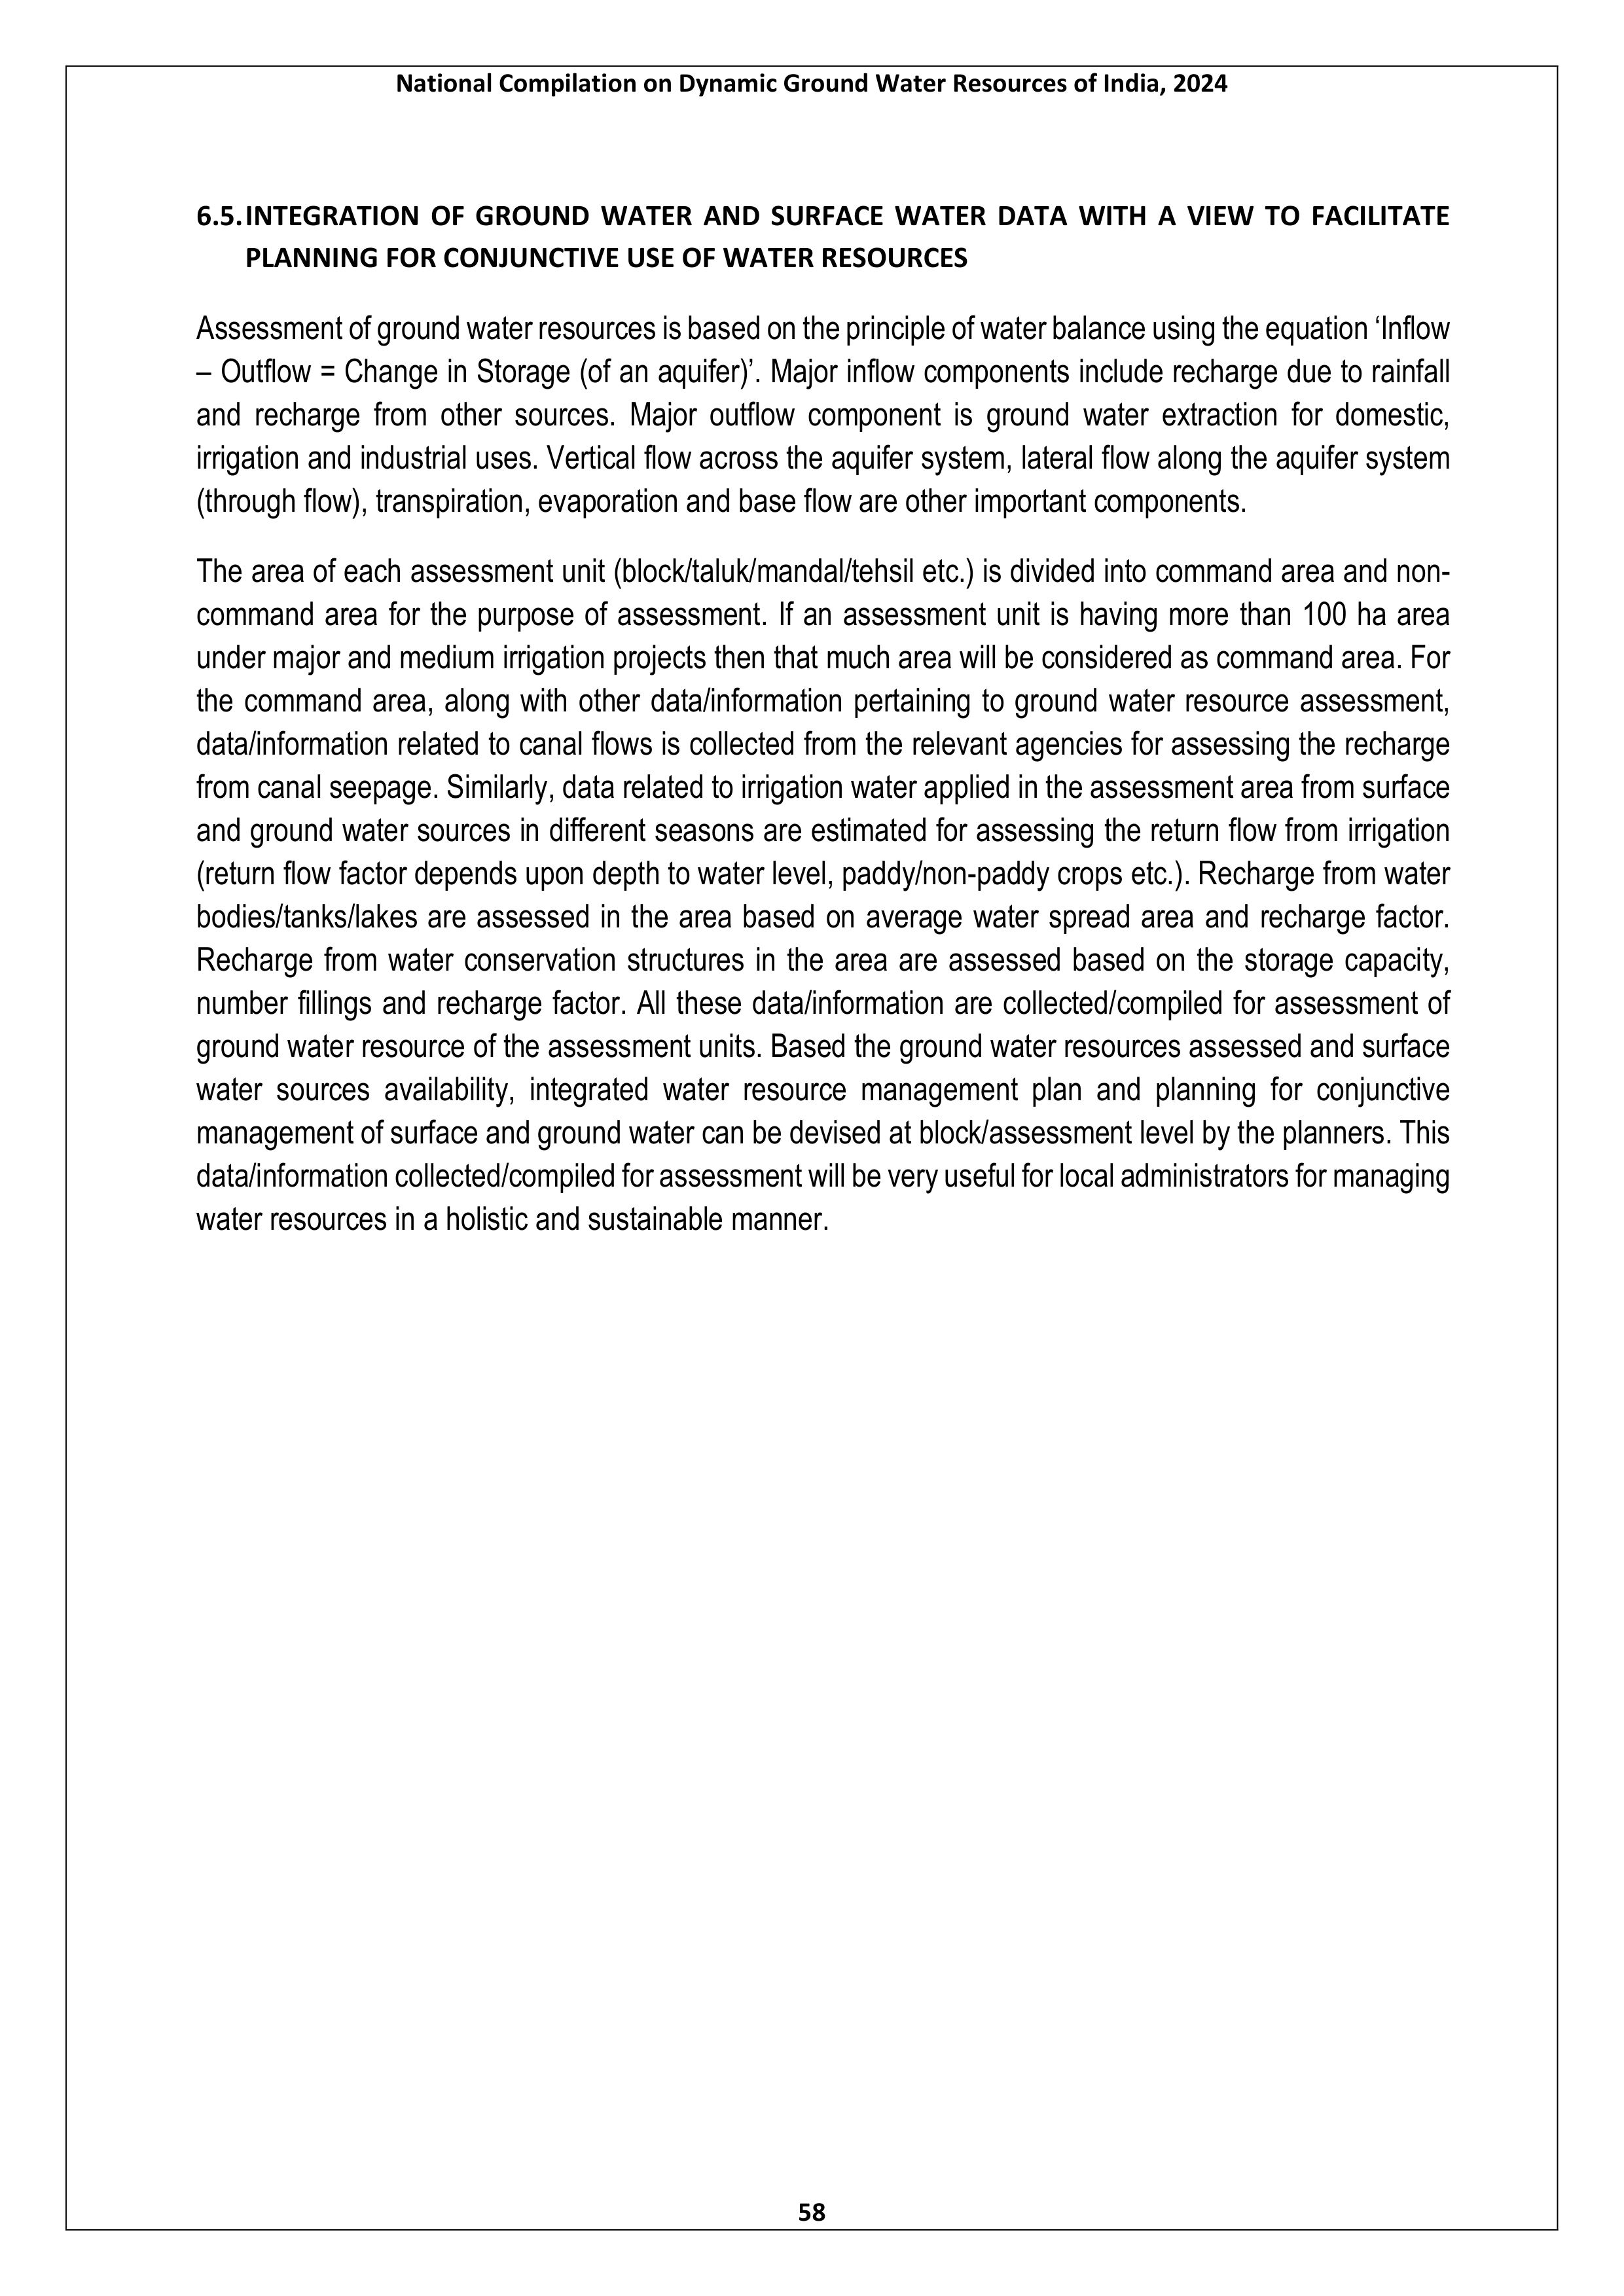 National Compilation on Dynamic Ground Water Resources of India, 2024
6.5. INTEGRATION OF GROUND WATER AND SURFACE WATER DATA WITH A VIEW TO FACILITATE
PLANNING FOR CONJUNCTIVE USE OF WATER RESOURCES
Assessment of ground water resources is based on the principle of water balance using the equation ‘Inflow
– Outflow = Change in Storage (of an aquifer)’. Major inflow components include recharge due to rainfall
and recharge from other sources. Major outflow component is ground water extraction for domestic,
irrigation and industrial uses. Vertical flow across the aquifer system, lateral flow along the aquifer system
(through flow), transpiration, evaporation and base flow are other important components.
The area of each assessment unit (block/taluk/mandal/tehsil etc.) is divided into command area and non-
command area for the purpose of assessment. If an assessment unit is having more than 100 ha area
under major and medium irrigation projects then that much area will be considered as command area. For
the command area, along with other data/information pertaining to ground water resource assessment,
data/information related to canal flows is collected from the relevant agencies for assessing the recharge
from canal seepage. Similarly, data related to irrigation water applied in the assessment area from surface
and ground water sources in different seasons are estimated for assessing the return flow from irrigation
(return flow factor depends upon depth to water level, paddy/non-paddy crops etc.). Recharge from water
bodies/tanks/lakes are assessed in the area based on average water spread area and recharge factor.
Recharge from water conservation structures in the area are assessed based on the storage capacity,
number fillings and recharge factor. All these data/information are collected/compiled for assessment of
ground water resource of the assessment units. Based the ground water resources assessed and surface
water sources availability, integrated water resource management plan and planning for conjunctive
management of surface and ground water can be devised at block/assessment level by the planners. This
data/information collected/compiled for assessment will be very useful for local administrators for managing
water resources in a holistic and sustainable manner.
58